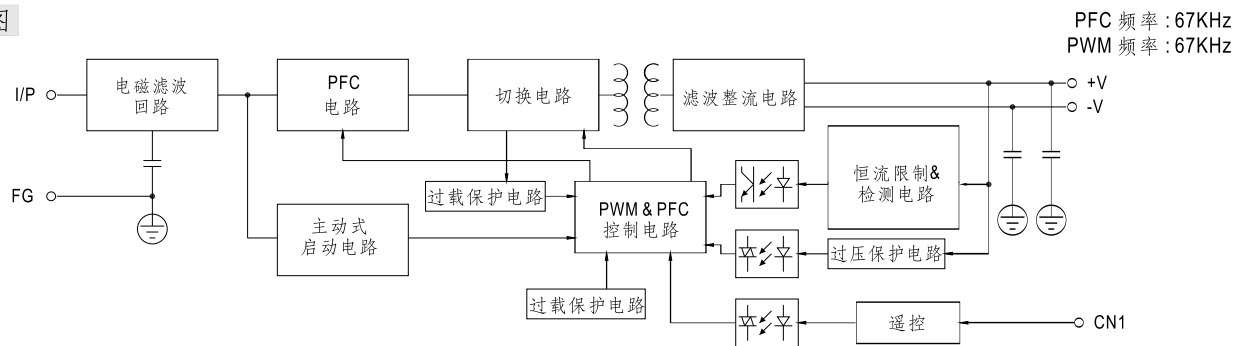 图
PFC 频率 : 67KHz
PWM 频率 : 67KHz
I/P
电磁滤波
回路
PFC
电路
切换电路
滤波整流电路
+V
-V
FG
过载保护电路
主动式
启动电路
PWM & PFC
控制电路
恒流限制&
检测电路
过压保护电路
过载保护电路
遥控
CN1